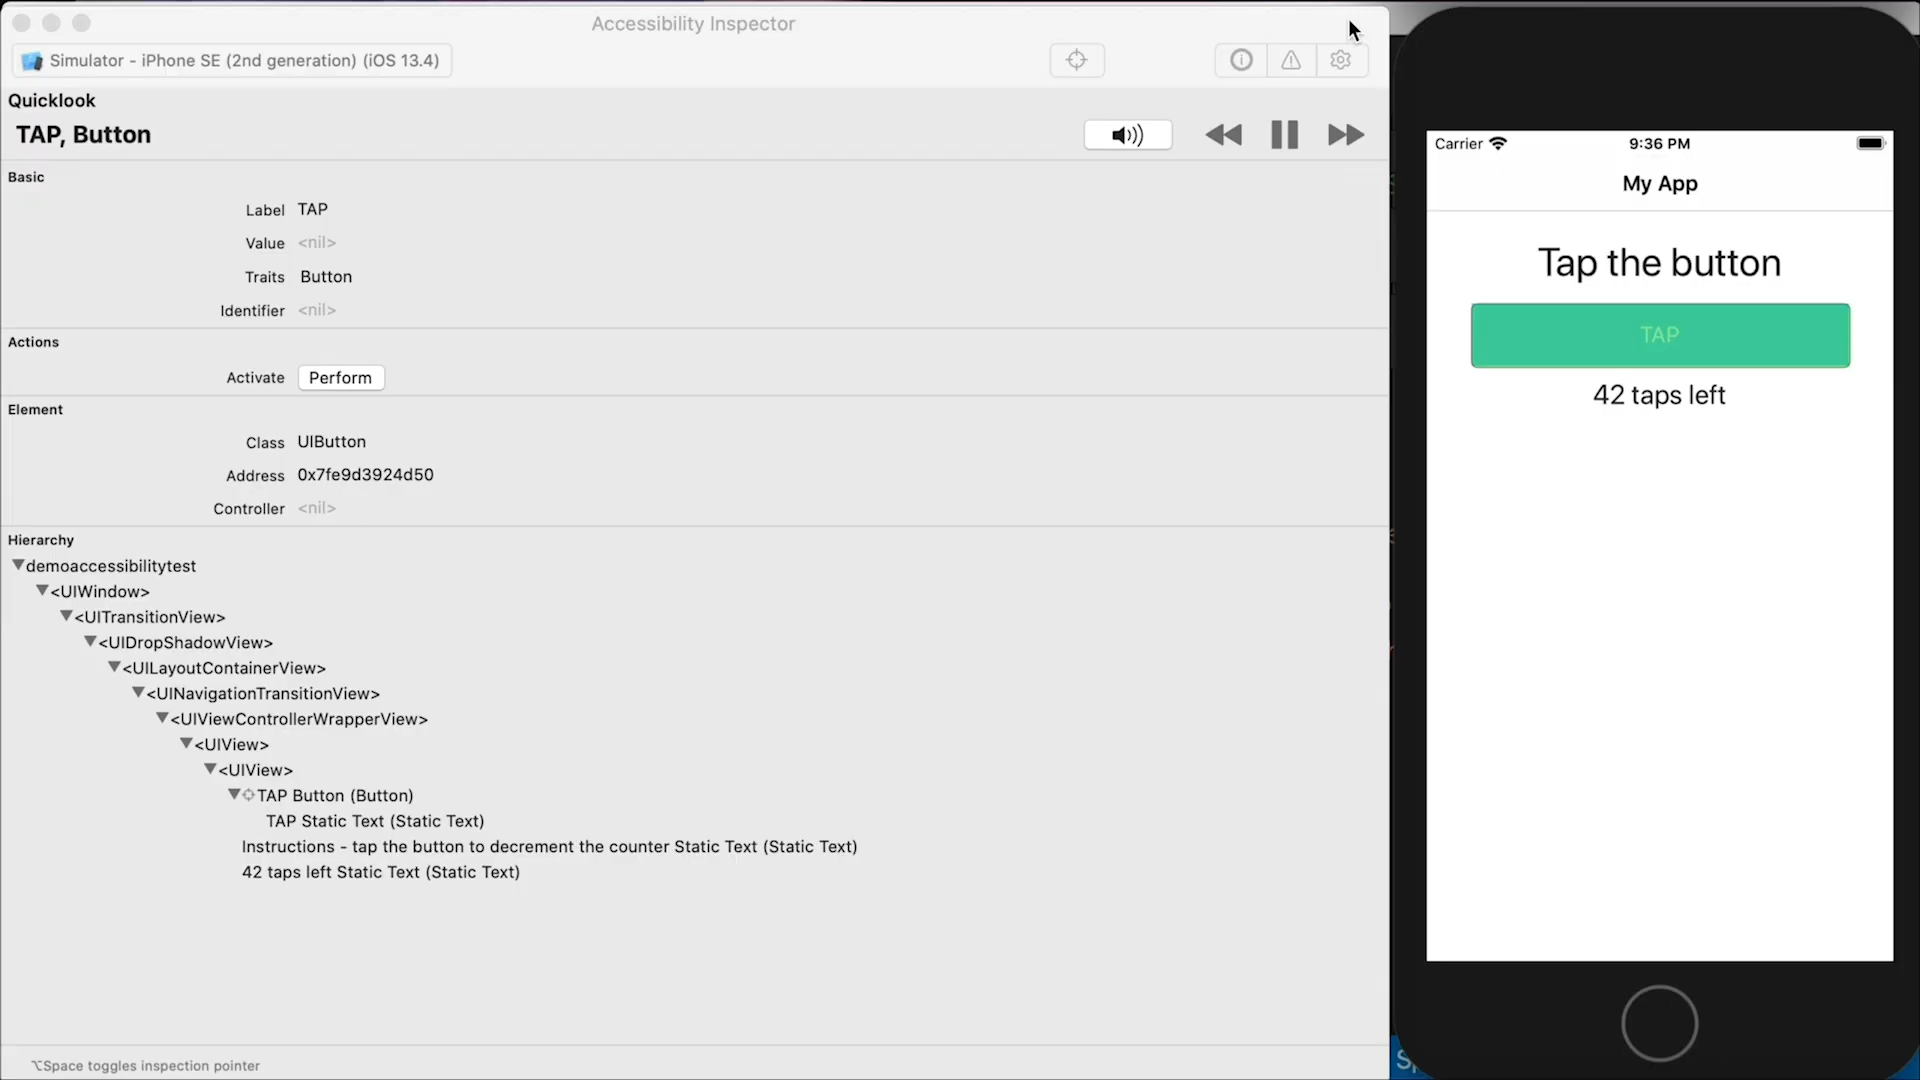 Accessibility Inspector
Simulator - iPhone SE (2nd generation) (iOS 13.4)
Quicklook
TAP, Button
Basic
Label TAP
Value <nil>
Traits Button
Identifier <nil>
Actions
Activate Perform
Element
Class UIButton
Address 0x7fe9d3924d50
Controller <nil>
Hierarchy
demoaccessibilitytest
<UIWindow>
<UITransitionView>
<UIDropShadowView>
<UILayoutContainerView>
<UINavigationTransitionView>
<UIViewControllerWrapperView>
<UIView>
<UIView>
TAP Button (Button)
TAP Static Text (Static Text)
Instructions - tap the button to decrement the counter Static Text (Static Text)
42 taps left Static Text (Static Text)
⌥Space toggles inspection pointer
Carrier 9:36 PM
My App
Tap the button
TAP
42 taps left